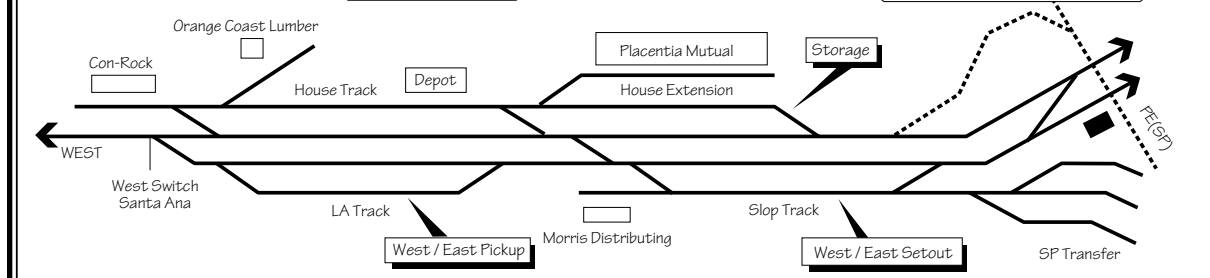 Orange Coast Lumber
Con-Rock
House Track
Depot
Placentia Mutual
House Extension
Storage
WEST
West Switch
Santa Ana
LA Track
West / East Pickup
Morris Distributing
Slop Track
West / East Setout
SP Transfer
PE(SP)